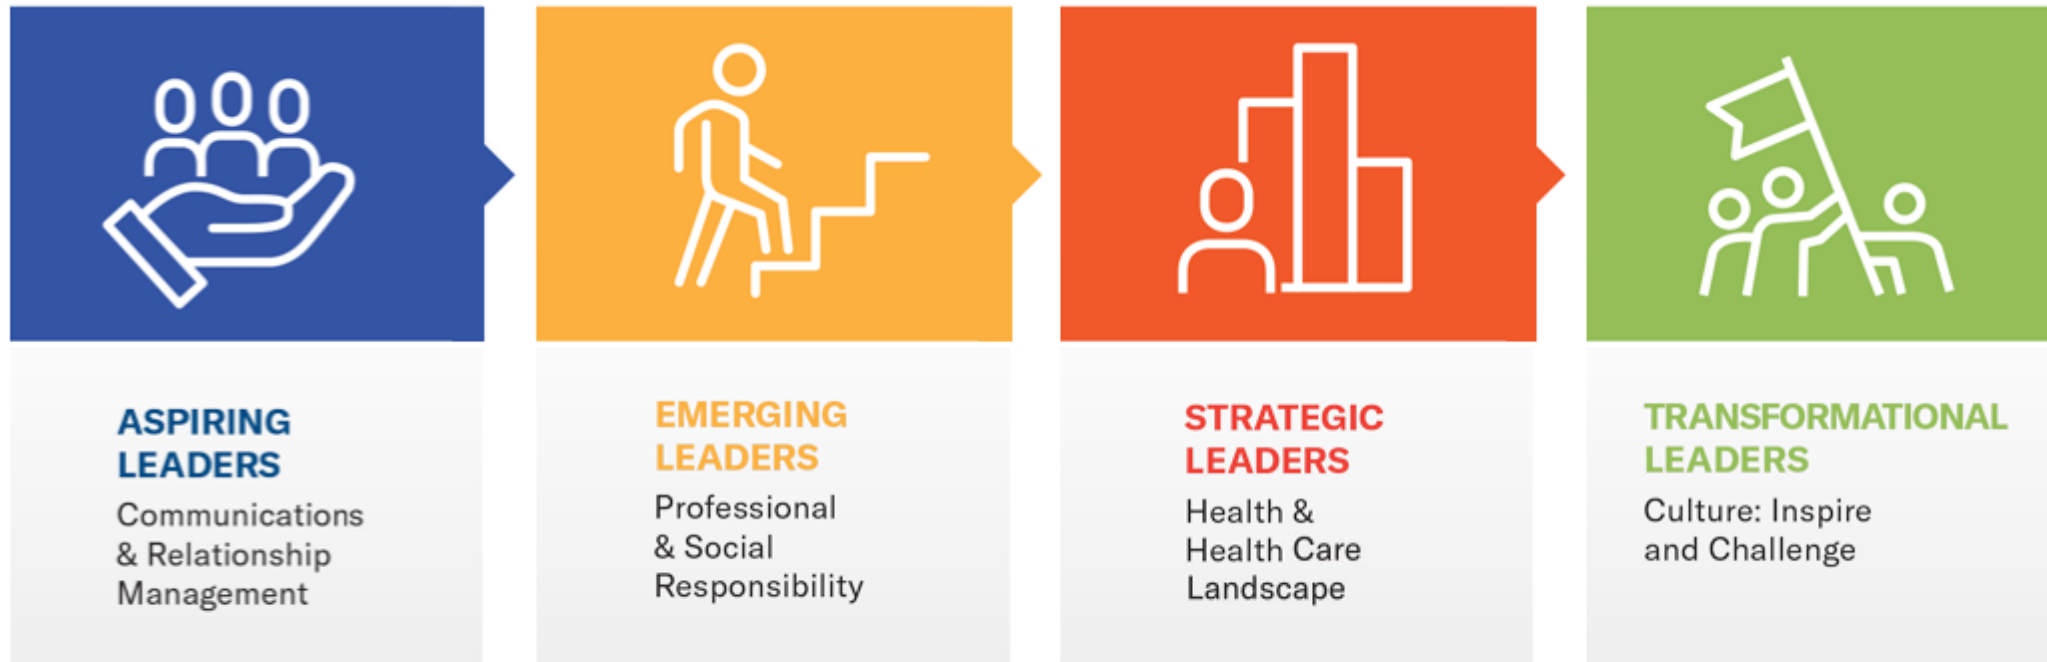 ASPIRING
LEADERS
Communications
& Relationship
Management
EMERGING
LEADERS
Professional
& Social
Responsibility
STRATEGIC
LEADERS
Health &
Health Care
Landscape
TRANSFORMATIONAL
LEADERS
Culture: Inspire
and Challenge